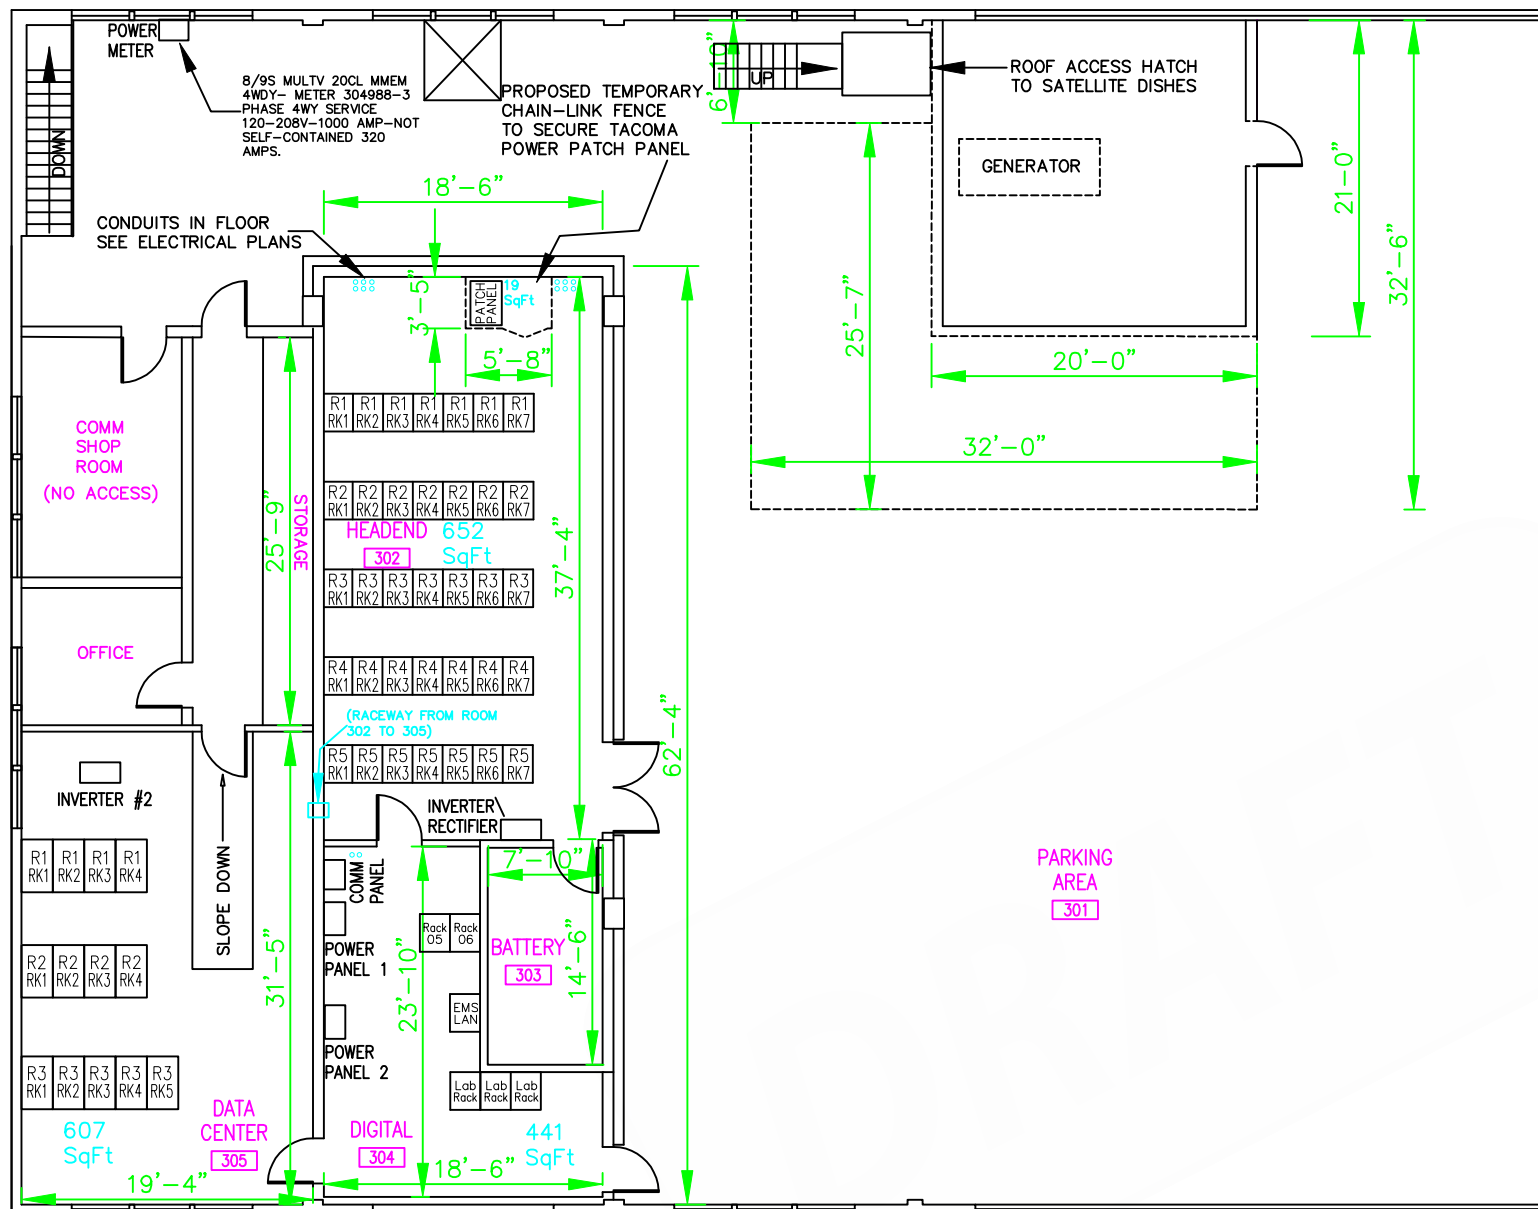 POWER
METER
8/9S MULTV 20CL MMEM
4WDY- METER 304988-3
PHASE 4WY SERVICE
120-208V-1000 AMP-NOT
SELF-CONTAINED 320
AMPS.
PROPOSED TEMPORARY
CHAIN-LINK FENCE
TO SECURE TACOMA
POWER PATCH PANEL
6'-10"
UP
ROOF ACCESS HATCH
TO SATELLITE DISHES
DOWN
GENERATOR
21-0"
32'-6"
25'-7"
20'-0"
32'-0"
18'-6"
CONDUITS IN FLOOR
SEE ELECTRICAL PLANS
3'-5"
PATCH
PANEL
19
SqFt
5'-8"
R1 R1 R1 R1 R1 R1 R1
RK1 RK2 RK3 RK4 RK5 RK6 RK7
COMM
SHOP
ROOM
(NO ACCESS)
25'-9"
STORAGE
R2 R2 R2 R2 R2 R2 R2
RK1 RK2 RK3 RK4 RK5 RK6 RK7
HEADEND
302
652
SqFt
37'-4"
R3 R3 R3 R3 R3 R3 R3
RK1 RK2 RK3 RK4 RK5 RK6 RK7
OFFICE
R4 R4 R4 R4 R4 R4 R4
RK1 RK2 RK3 RK4 RK5 RK6 RK7
62'-4"
(RACEWAY FROM ROOM
302 TO 305)
R5 R5 R5 R5 R5 R5 R5
RK1 RK2 RK3 RK4 RK5 RK6 RK7
INVERTER #2
INVERTER\
RECTIFIER
R1 R1 R1 R1
RK1 RK2 RK3 RK4
SLOPE DOWN
COMM
PANEL
7'-10"
PARKING
AREA
301
Rack
05
Rack
06
POWER
PANEL 1
BATTERY
303
14'-6"
R2 R2 R2 R2
RK1 RK2 RK3 RK4
31'-5"
23'-10"
EMS
LAN
POWER
PANEL 2
R3 R3 R3 R3 R3
RK1 RK2 RK3 RK4 RK5
Lab Lab Lab
Rack Rack Rack
607
SqFt
DATA
CENTER
305
DIGITAL
304
441
SqFt
19'-4"
18'-6"